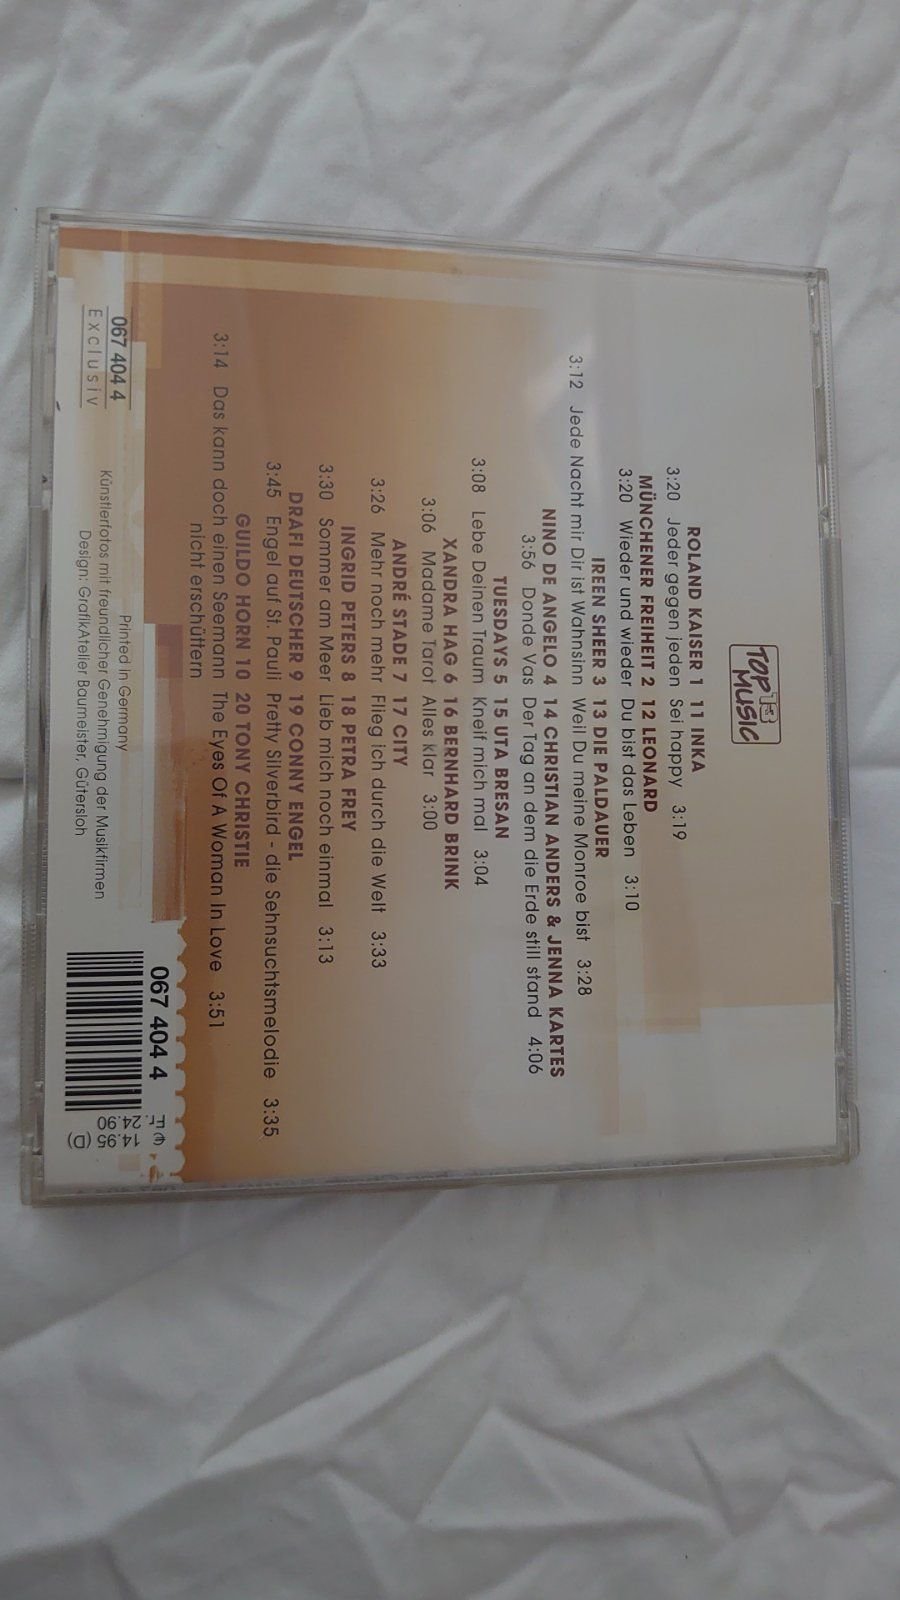 TOP 13 MUSIC
ROLAND KAISER 1 11 INKA
3:20 Jeder gegen jeden Sei happy 3:19
MÜNCHENER FREIHEIT 2 12 LEONARD
3:20 Wieder und wieder Du bist das Leben 3:10
IREEN SHEER 3 13 DIE PALDAUER
3:12 Jede Nacht mir Dir ist Wahnsinn Weil Du meine Monroe bist 3:28
NINO DE ANGELO 4 14 CHRISTIAN ANDERS & JENNA KARTES
3:56 Donde Vas Der Tag an dem die Erde still stand 4:06
TUESDAYS 5 15 UTA BRESAN
3:08 Lebe Deinen Traum Kneif mich mal 3:04
XANDRA HAG 6 16 BERNHARD BRINK
3:06 Madame Tarot Alles klar 3:00
ANDRÉ STADE 7 17 CITY
3:26 Mehr noch mehr Flieg ich durch die Welt 3:33
INGRID PETERS 8 18 PETRA FREY
3:30 Sommer am Meer Lieb mich noch einmal 3:13
DRAFI DEUTSCHER 9 19 CONNY ENGEL
3:45 Engel auf St. Pauli Pretty Silverbird - die Sehnsuchtsmelodie 3:35
GUILDO HORN 10 20 TONY CHRISTIE
3:14 Das kann doch einen Seemann The Eyes Of A Woman In Love 3:51
nicht erschüttern
067 404 4
Exclusiv
Printed in Germany
Künstlerfotos mit freundlicher Genehmigung der Musikfirmen
Design: GrafikAtelier Baumeister, Gütersloh
067 404 4
14.95 (D)
24.90